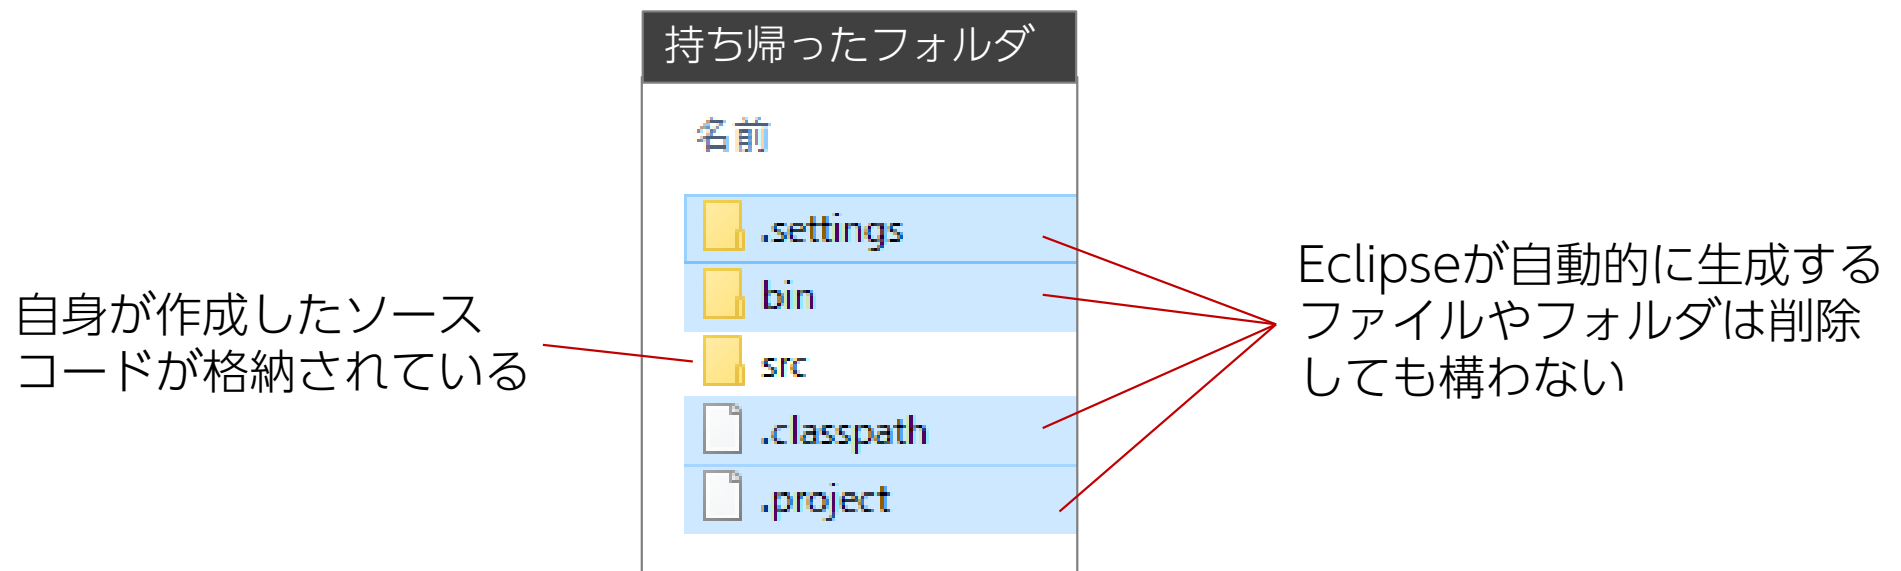 持ち帰ったフォルダ
名前
.settings
bin
src
.classpath
.project
自身が作成したソース
コードが格納されている
Eclipseが自動的に生成する
ファイルやフォルダは削除
しても構わない